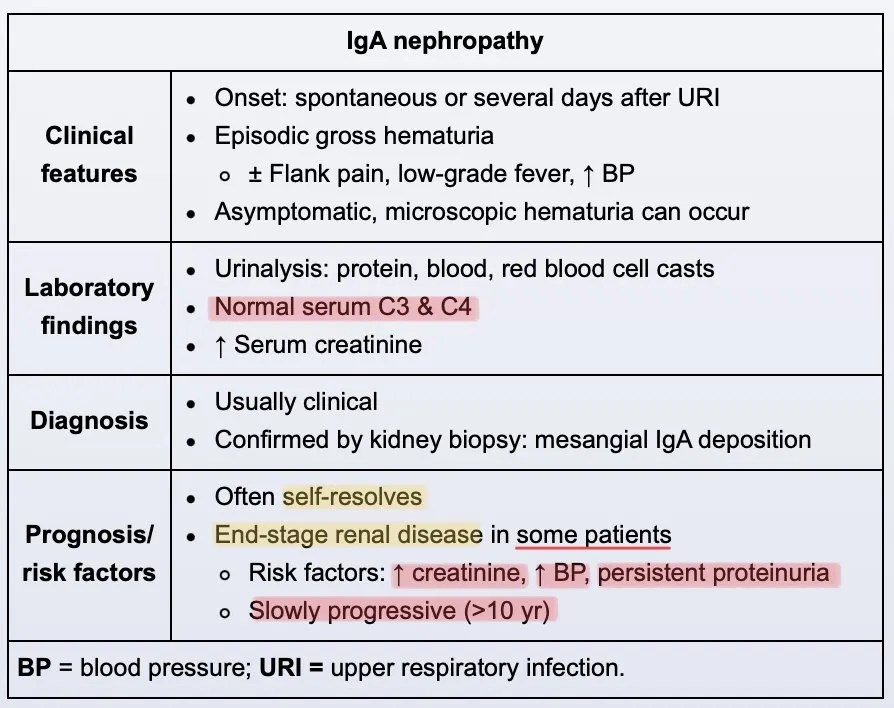 IgA nephropathy
Clinical
features
• Onset: spontaneous or several days after URI
• Episodic gross hematuria
○ ± Flank pain, low-grade fever, ↑ BP
• Asymptomatic, microscopic hematuria can occur
Laboratory
findings
• Urinalysis: protein, blood, red blood cell casts
• Normal serum C3 & C4
• ↑ Serum creatinine
Diagnosis
• Usually clinical
• Confirmed by kidney biopsy: mesangial IgA deposition
Prognosis/
risk factors
• Often self-resolves
• End-stage renal disease in some patients
○ Risk factors: ↑ creatinine, ↑ BP, persistent proteinuria
○ Slowly progressive (>10 yr)
BP = blood pressure; URI = upper respiratory infection.